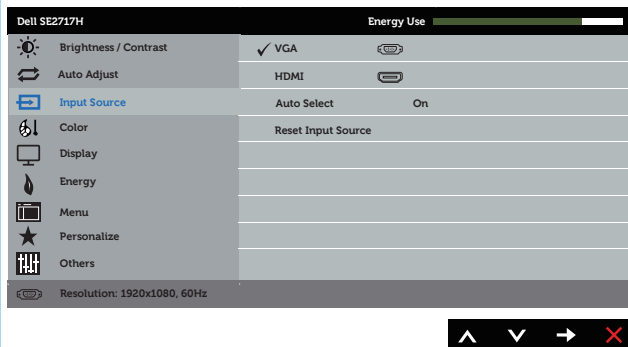 Dell SE2717H Energy Use
Brightness / Contrast
VGA
Auto Adjust
HDMI
Input Source
Auto Select On
Color
Reset Input Source
Display
Energy
Menu
Personalize
Others
Resolution: 1920x1080, 60Hz